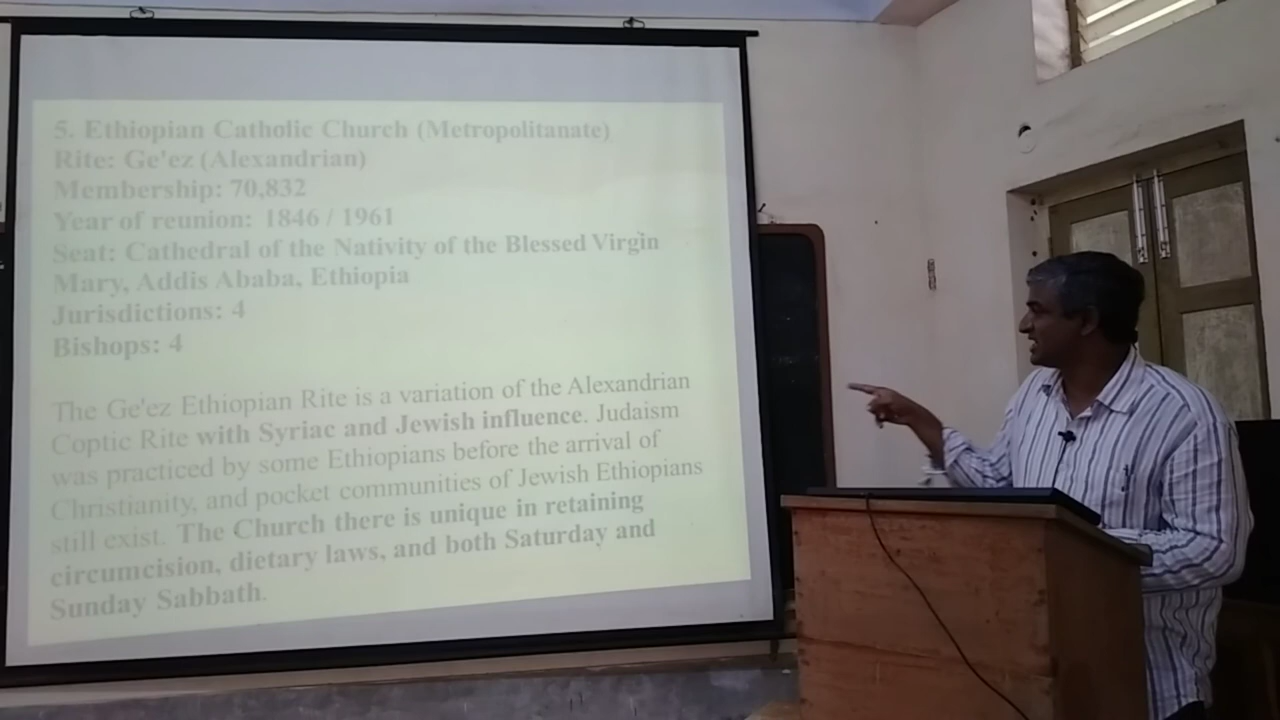 5. Ethiopian Catholic Church (Metropolitanate)
Rite: Ge'ez (Alexandrian)
Membership: 70,832
Year of reunion: 1846 / 1961
Seat: Cathedral of the Nativity of the Blessed Virgin
Mary, Addis Ababa, Ethiopia
Jurisdictions: 4
Bishops: 4
The Ge'ez Ethiopian Rite is a variation of the Alexandrian
Coptic Rite with Syriac and Jewish influence. Judaism
was practiced by some Ethiopians before the arrival of
Christianity, and pocket communities of Jewish Ethiopians
still exist. The Church there is unique in retaining
circumcision, dietary laws, and both Saturday and
Sunday Sabbath.